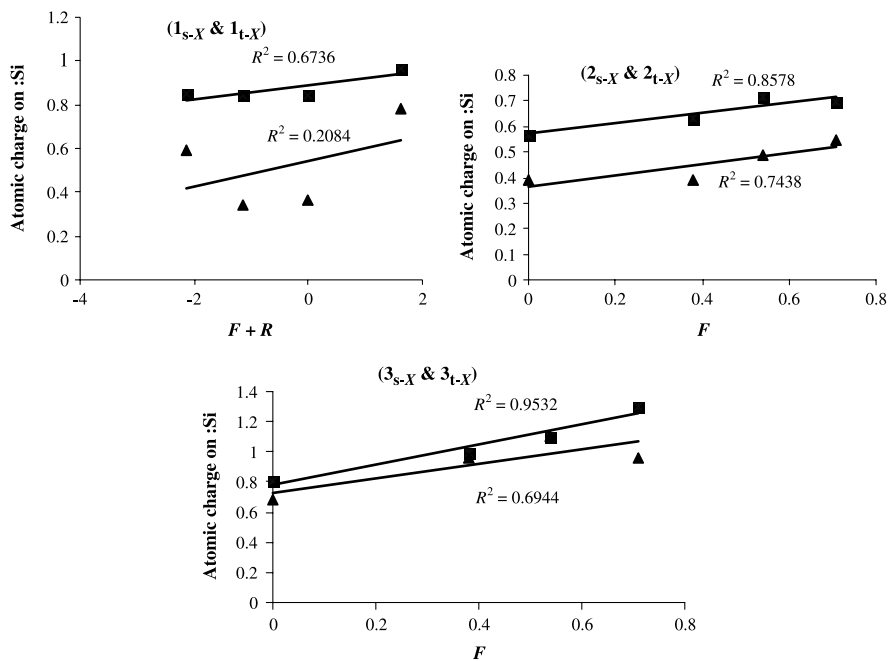 (1s-X & 1t-X)
Atomic charge on :Si
1.2
1
0.8
0.6
0.4
0.2
0
-4
-2
0
2
R² = 0.6736
R² = 0.2084
F + R
(2s-X & 2t-X)
Atomic charge on :Si
0.8
0.7
0.6
0.5
0.4
0.3
0.2
0.1
0
0
0.2
0.4
0.6
0.8
R² = 0.8578
R² = 0.7438
F
(3s-X & 3t-X)
Atomic charge on :Si
1.4
1.2
1
0.8
0.6
0.4
0.2
0
0
0.2
0.4
0.6
0.8
R² = 0.9532
R² = 0.6944
F